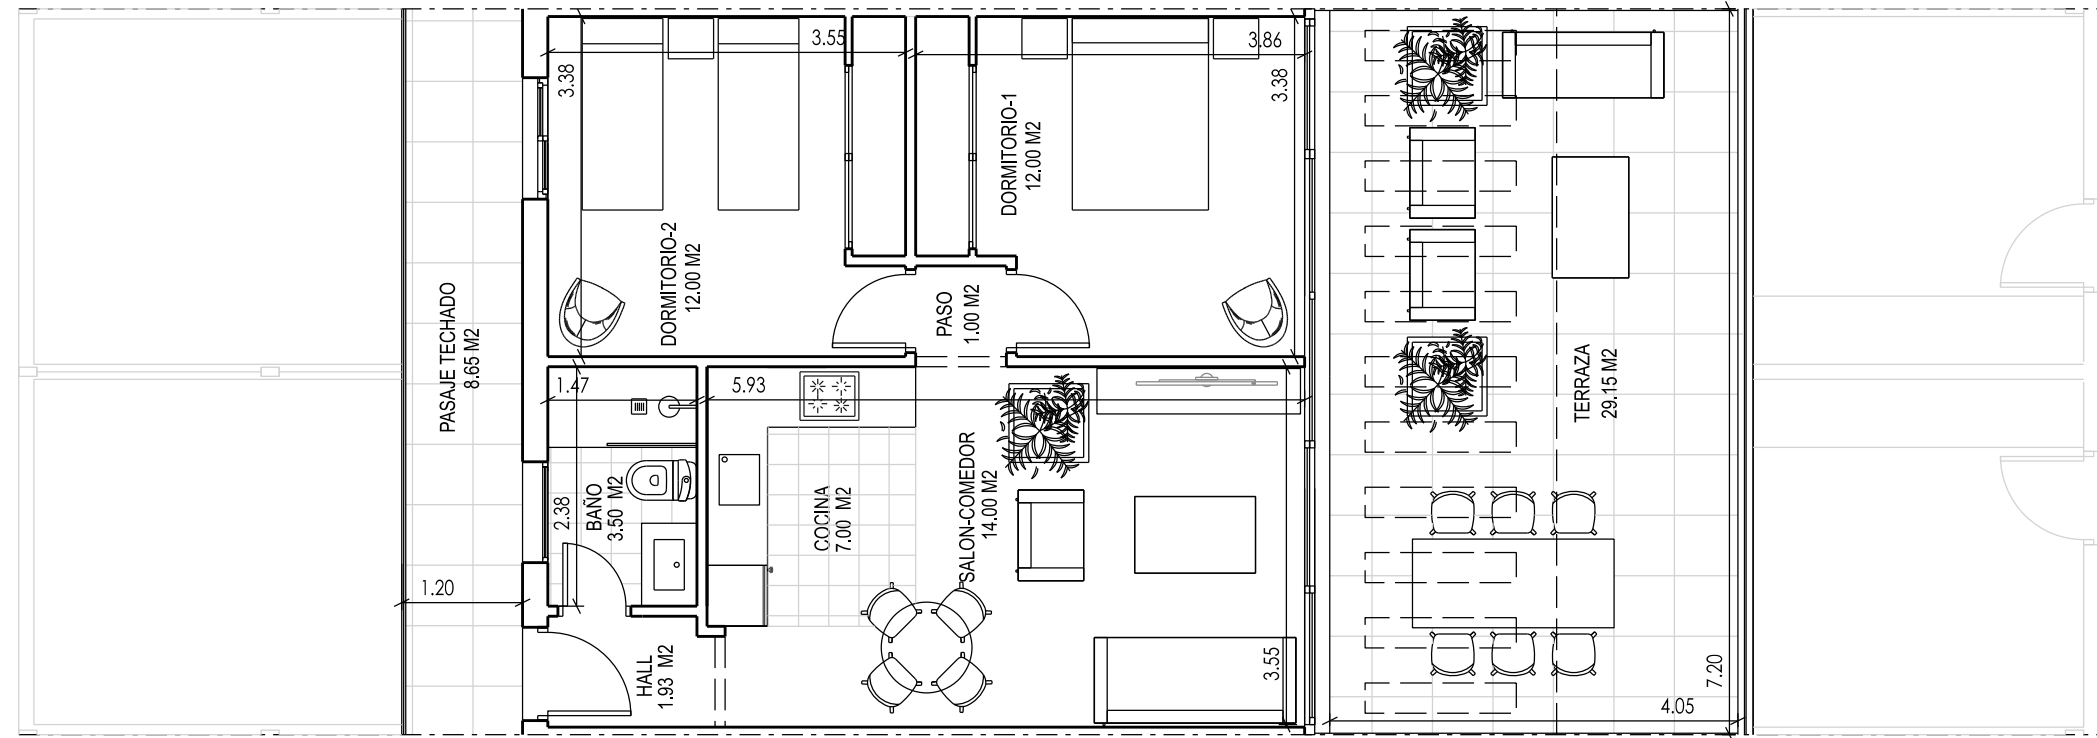 3.55
3.86
3.38
3.38
DORMITORIO-1
12.00 M2
DORMITORIO-2
12.00 M2
PASO
1.00 M2
PASAJE TECHADO
8.65 M2
TERRAZA
29.15 M2
1.47
5.93
2.38
BAÑO
3.50 M2
COCINA
7.00 M2
SALON-COMEDOR
14.00 M2
1.20
HALL
1.93 M2
3.55
7.20
4.05